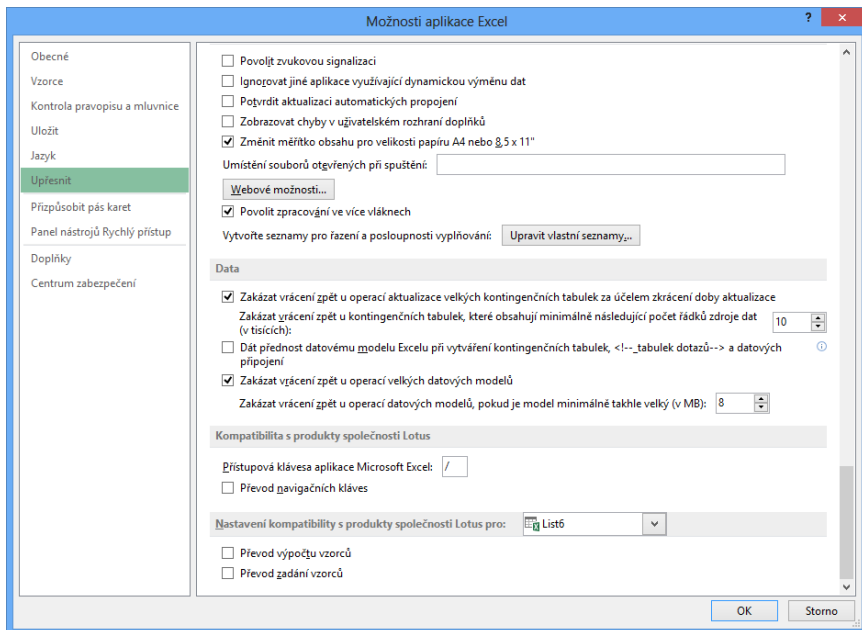 Možnosti aplikace Excel
?
Obecné
Vzorce
Kontrola pravopisu a mluvnice
Uložit
Jazyk
Upřesnit
Přizpůsobit pás karet
Panel nástrojů Rychlý přístup
Doplňky
Centrum zabezpečení
Povolit zvukovou signalizaci
Ignorovat jiné aplikace využívající dynamickou výměnu dat
Potvrdit aktualizaci automatických propojení
Zobrazovat chyby v uživatelském rozhraní doplňků
Změnit měřítko obsahu pro velikosti papíru A4 nebo 8,5 x 11"
Umístění souborů otevřených při spuštění:
Webové možnosti...
Povolit zpracování ve více vláknech
Vytvořte seznamy pro řazení a posloupnosti vyplňování: Upravit vlastní seznamy...
Data
Zakázat vrácení zpět u operací aktualizace velkých kontingenčních tabulek za účelem zkrácení doby aktualizace
Zakázat vrácení zpět u kontingenčních tabulek, které obsahují minimálně následující počet řádků zdroje dat 10
(v tisících):
Dát přednost datovému modelu Excelu při vytváření kontingenčních tabulek, <!--_tabulek dotazů--> a datových
připojení
Zakázat vrácení zpět u operací velkých datových modelů
Zakázat vrácení zpět u operací datových modelů, pokud je model minimálně takhle velký (v MB): 8
Kompatibilita s produkty společnosti Lotus
Přístupová klávesa aplikace Microsoft Excel: /
Převod navigačních kláves
Nastavení kompatibility s produkty společnosti Lotus pro: List6
Převod výpočtu vzorců
Převod zadání vzorců
OK Storno